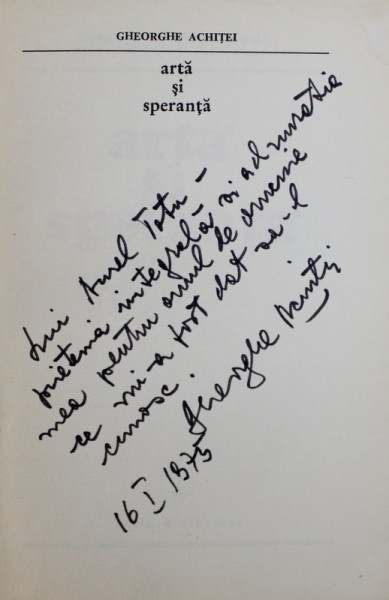 GHEORGHE ACHIȚEI
artă
și
speranță
Lui Aurel Tatu –
prietenia integrală și admirația
mea pentru omul de omenie
ce mi-a fost dat să-l
cunosc.
Gheorghe Achiței
16 I 1975